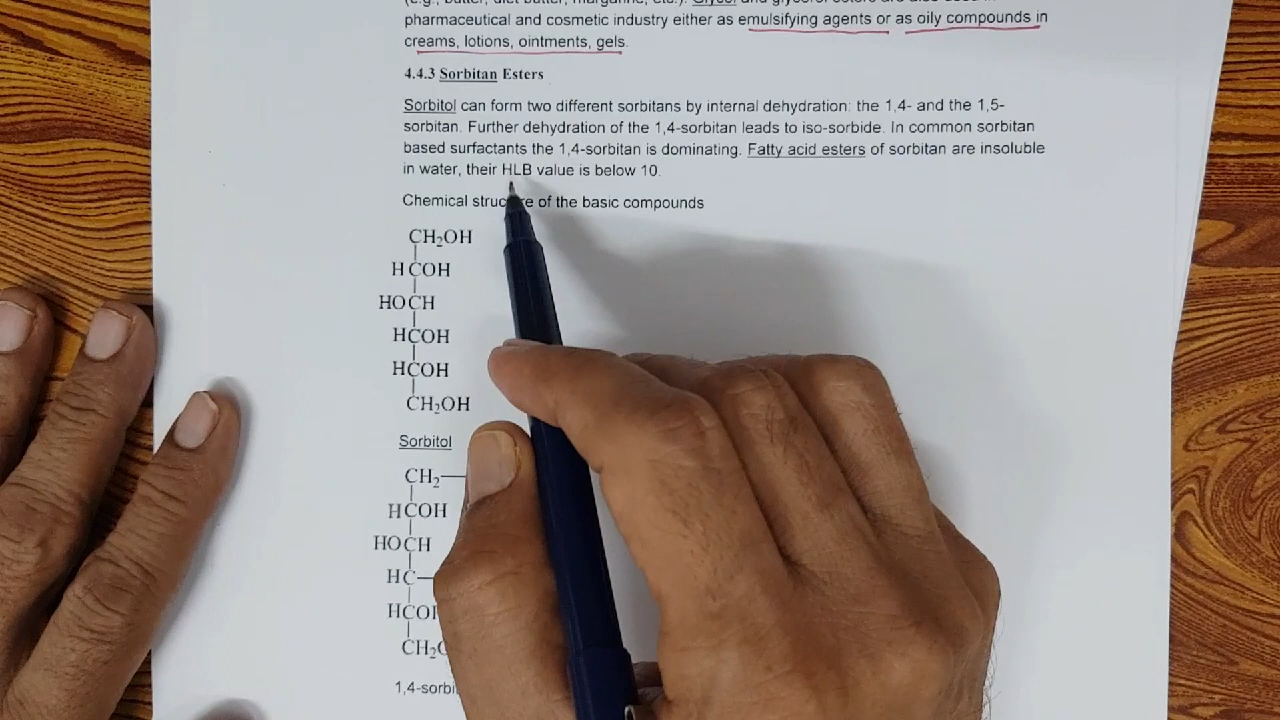 pharmaceutical and cosmetic industry either as emulsifying agents or as oily compounds in
creams, lotions, ointments, gels.
4.4.3 Sorbitan Esters
Sorbitol can form two different sorbitans by internal dehydration: the 1,4- and the 1,5-
sorbitan. Further dehydration of the 1,4-sorbitan leads to iso-sorbide. In common sorbitan
based surfactants the 1,4-sorbitan is dominating. Fatty acid esters of sorbitan are insoluble
in water, their HLB value is below 10.
Chemical of the basic compounds
CH₂OH
HCOH
HOCH
HCOH
HCOH
CH₂OH
Sorbitol
CH₂
HCOH
HOCH
HC